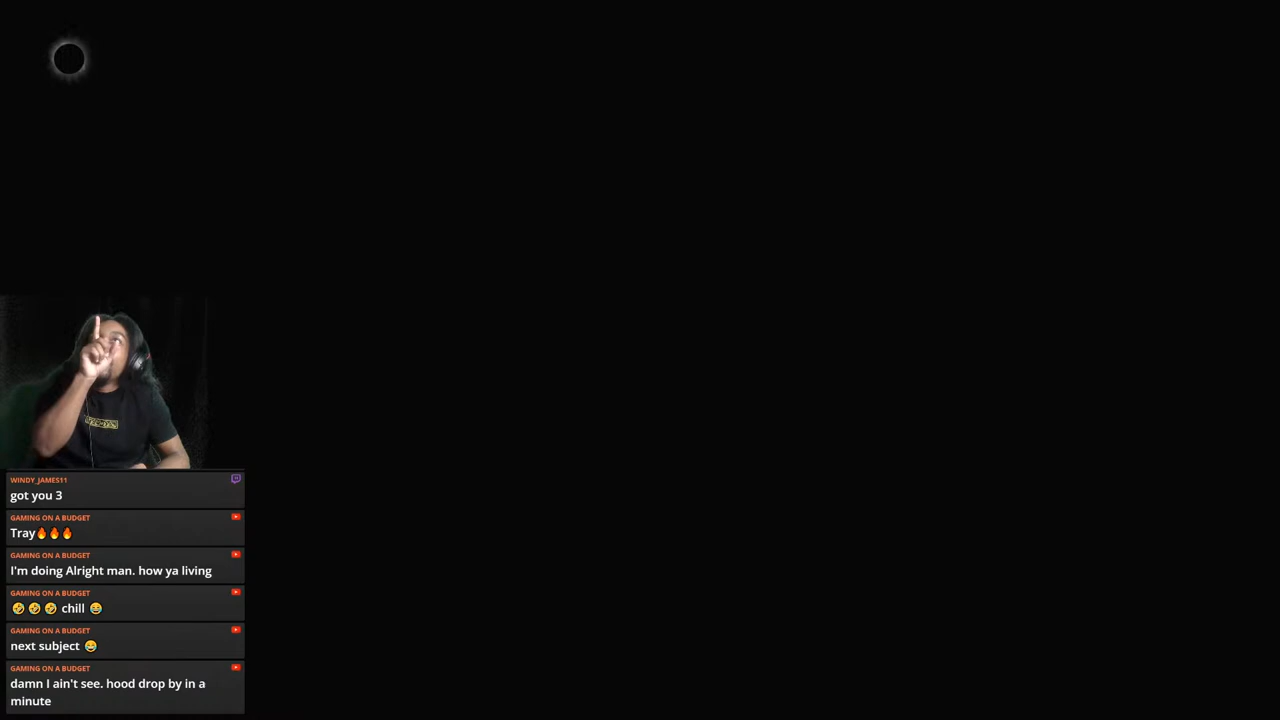 WINDY_JAMES11
got you 3
GAMING ON A BUDGET
Tray🔥🔥🔥
GAMING ON A BUDGET
I'm doing Alright man. how ya living
GAMING ON A BUDGET
🤣🤣🤣 chill 😂
GAMING ON A BUDGET
next subject 😂
GAMING ON A BUDGET
damn I ain't see. hood drop by in a
minute